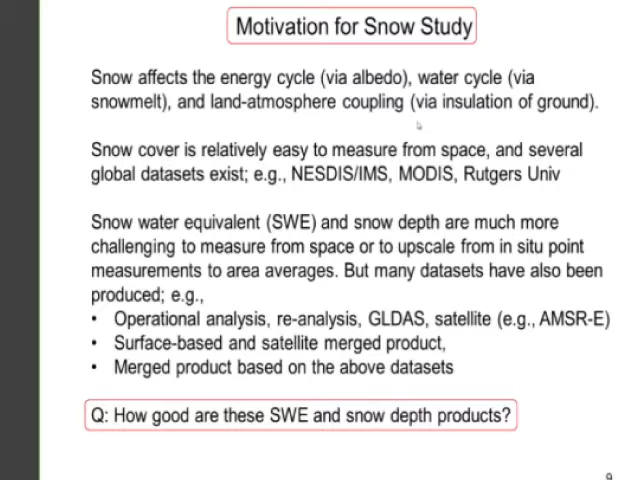 Motivation for Snow Study
Snow affects the energy cycle (via albedo), water cycle (via
snowmelt), and land-atmosphere coupling (via insulation of ground).
Snow cover is relatively easy to measure from space, and several
global datasets exist; e.g., NESDIS/IMS, MODIS, Rutgers Univ
Snow water equivalent (SWE) and snow depth are much more
challenging to measure from space or to upscale from in situ point
measurements to area averages. But many datasets have also been
produced; e.g.,
• Operational analysis, re-analysis, GLDAS, satellite (e.g., AMSR-E)
• Surface-based and satellite merged product,
• Merged product based on the above datasets
Q: How good are these SWE and snow depth products?
9